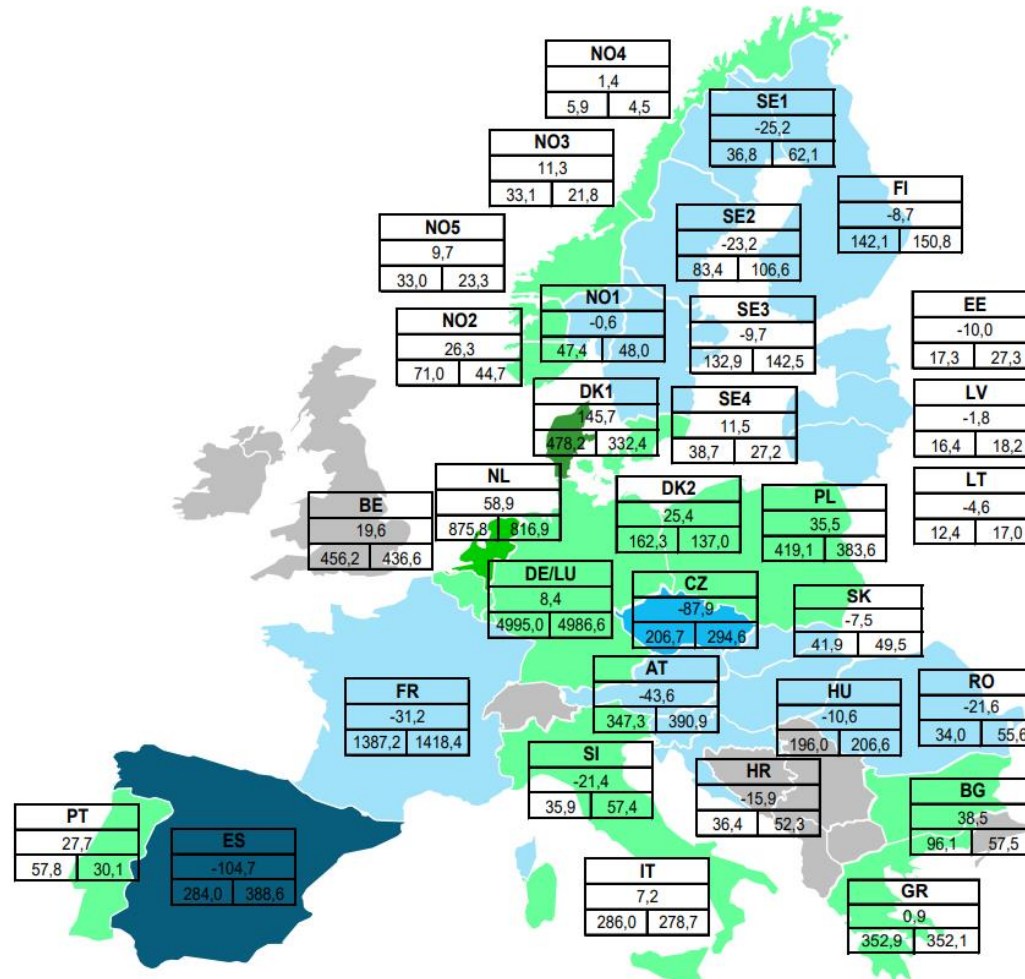 NO4
1,4
5,9 4,5
SE1
-25,2
36,8 62,1
NO3
11,3
33,1 21,8
FI
-8,7
142,1 150,8
SE2
-23,2
83,4 106,6
NO5
9,7
33,0 23,3
NO1
-0,6
47,4 48,0
SE3
-9,7
132,9 142,5
EE
-10,0
17,3 27,3
NO2
26,3
71,0 44,7
DK1
145,7
478,2 332,4
SE4
11,5
38,7 27,2
LV
-1,8
16,4 18,2
NL
58,9
875,8 816,9
BE
19,6
456,2 436,6
DK2
25,4
162,3 137,0
PL
35,5
419,1 383,6
LT
-4,6
12,4 17,0
DE/LU
8,4
4995,0 4986,6
CZ
-87,9
206,7 294,6
SK
-7,5
41,9 49,5
AT
-43,6
347,3 390,9
FR
-31,2
1387,2 1418,4
HU
-10,6
196,0 206,6
RO
-21,6
34,0 55,6
SI
-21,4
35,9 57,4
HR
-15,9
36,4 52,3
BG
38,5
96,1 57,5
PT
27,7
57,8 30,1
ES
-104,7
284,0 388,6
IT
7,2
286,0 278,7
GR
0,9
352,9 352,1